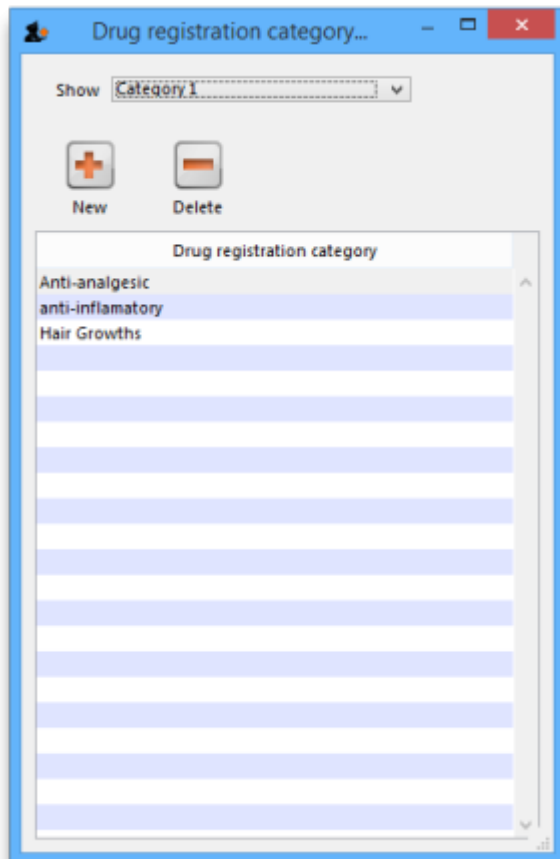 Drug registration category...
Show Category 1
New Delete
Drug registration category
Anti-analgesic
anti-inflamatory
Hair Growths